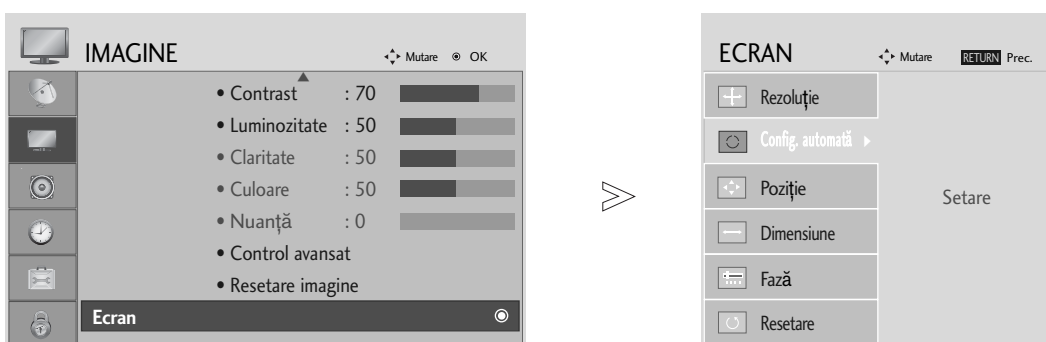 IMAGINE Mutare OK
• Contrast : 70
• Luminozitate : 50
• Claritate : 50
• Culoare : 50
• Nuanță : 0
• Control avansat
• Resetare imagine
Ecran
ECRAN Mutare RETURN Prec.
Rezoluție
Config. automată
Poziție
Dimensiune
Fază
Resetare
Setare